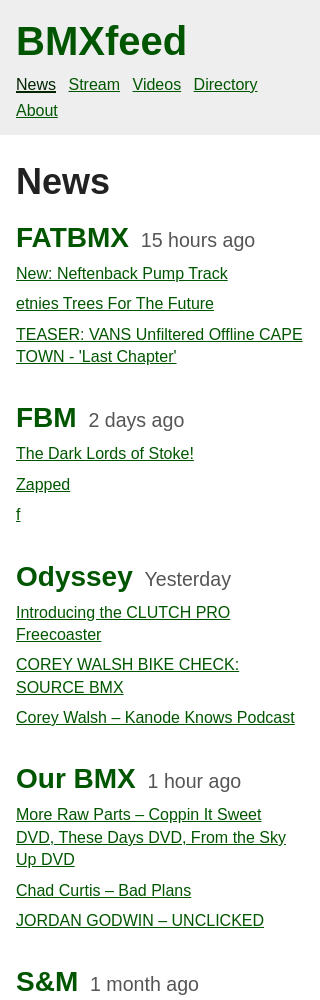 BMXfeed
News Stream Videos Directory
About
News
FATBMX 15 hours ago
New: Neftenback Pump Track
etnies Trees For The Future
TEASER: VANS Unfiltered Offline CAPE
TOWN - 'Last Chapter'
FBM 2 days ago
The Dark Lords of Stoke!
Zapped
f
Odyssey Yesterday
Introducing the CLUTCH PRO
Freecoaster
COREY WALSH BIKE CHECK:
SOURCE BMX
Corey Walsh – Kanode Knows Podcast
Our BMX 1 hour ago
More Raw Parts – Coppin It Sweet
DVD, These Days DVD, From the Sky
Up DVD
Chad Curtis – Bad Plans
JORDAN GODWIN – UNCLICKED
S&M 1 month ago